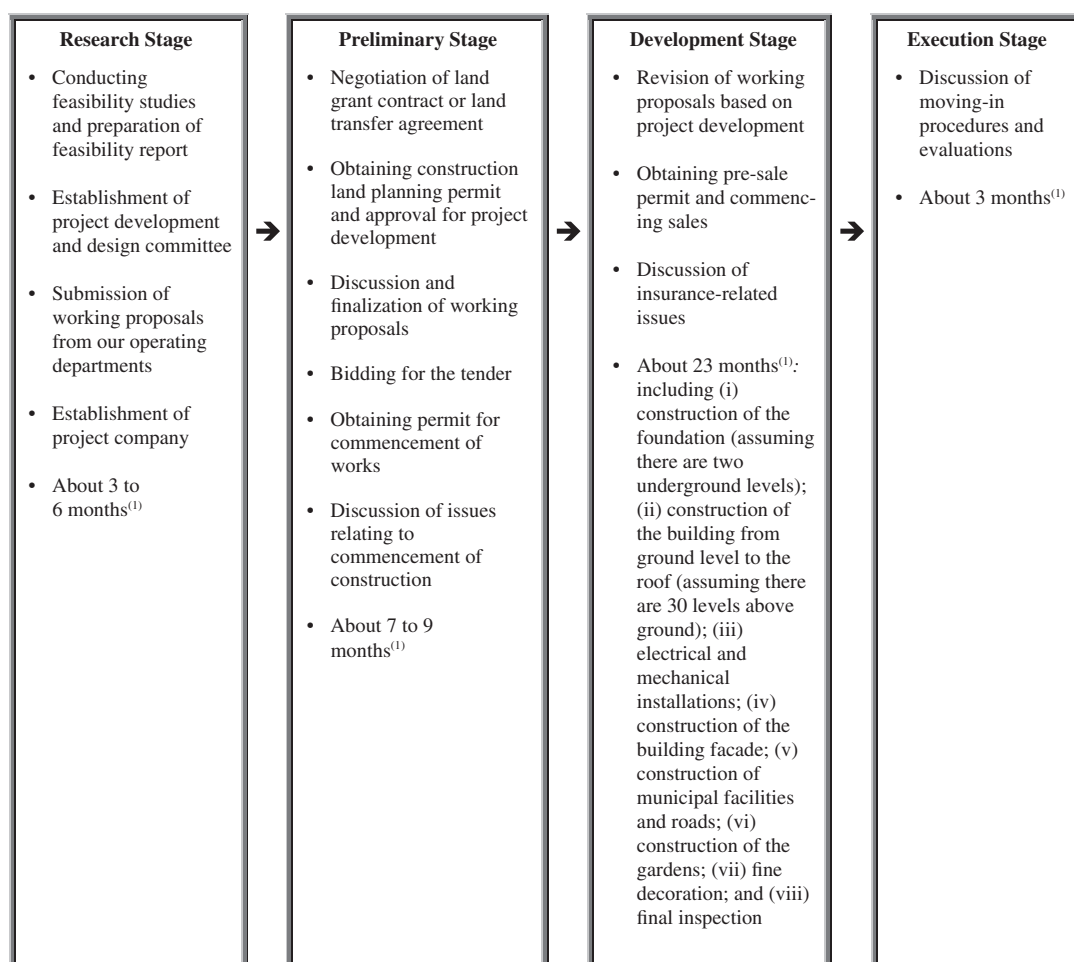 Research Stage
• Conducting
feasibility studies
and preparation of
feasibility report
• Establishment of
project development
and design committee
• Submission of
working proposals
from our operating
departments
• Establishment of
project company
• About 3 to
6 months(1)
Preliminary Stage
• Negotiation of land
grant contract or land
transfer agreement
• Obtaining construction
land planning permit
and approval for project
development
• Discussion and
finalization of working
proposals
• Bidding for the tender
• Obtaining permit for
commencement of
works
• Discussion of issues
relating to
commencement of
construction
• About 7 to 9
months(1)
Development Stage
• Revision of working
proposals based on
project development
• Obtaining pre-sale
permit and commenc-
ing sales
• Discussion of
insurance-related
issues
• About 23 months(1):
including (i)
construction of the
foundation (assuming
there are two
underground levels);
(ii) construction of
the building from
ground level to the
roof (assuming there
are 30 levels above
ground); (iii)
electrical and
mechanical
installations; (iv)
construction of the
building facade; (v)
construction of
municipal facilities
and roads; (vi)
construction of the
gardens; (vii) fine
decoration; and (viii)
final inspection
Execution Stage
• Discussion of
moving-in
procedures and
evaluations
• About 3 months(1)